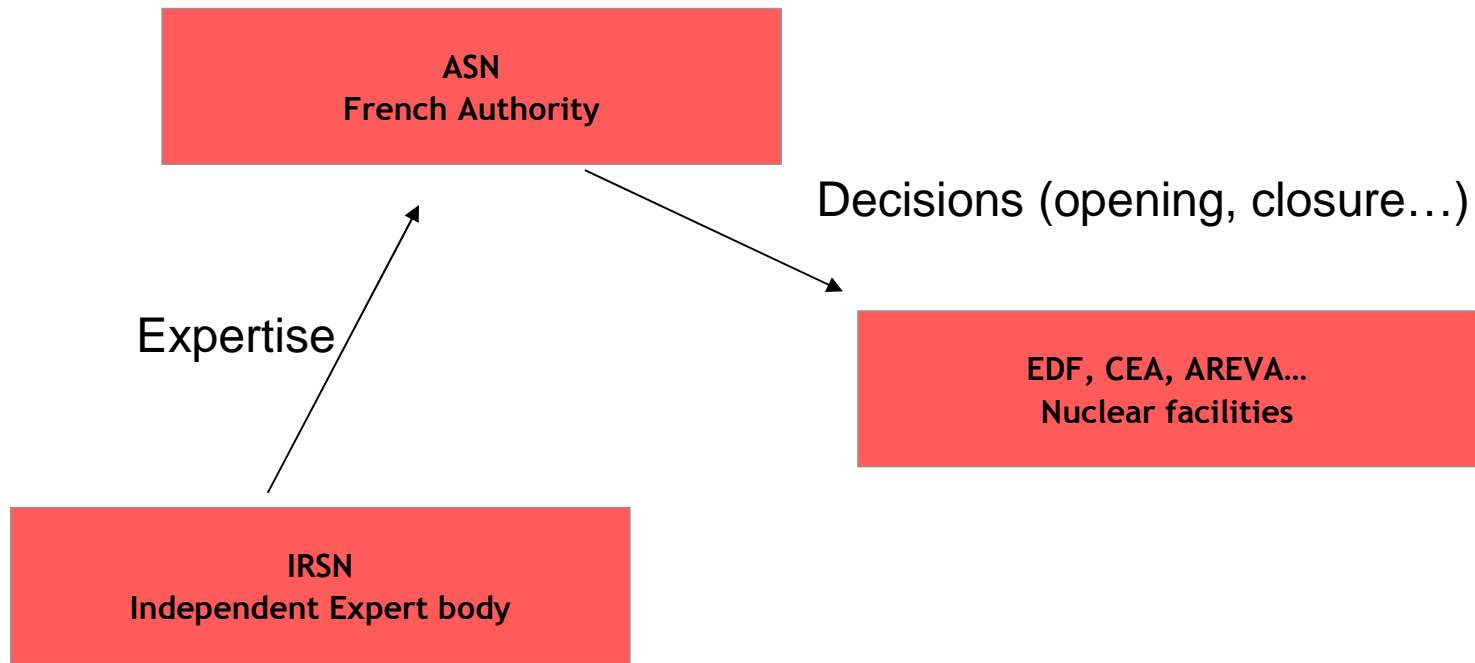 ASN
French Authority
Decisions (opening, closure…)
Expertise
EDF, CEA, AREVA…
Nuclear facilities
IRSN
Independent Expert body